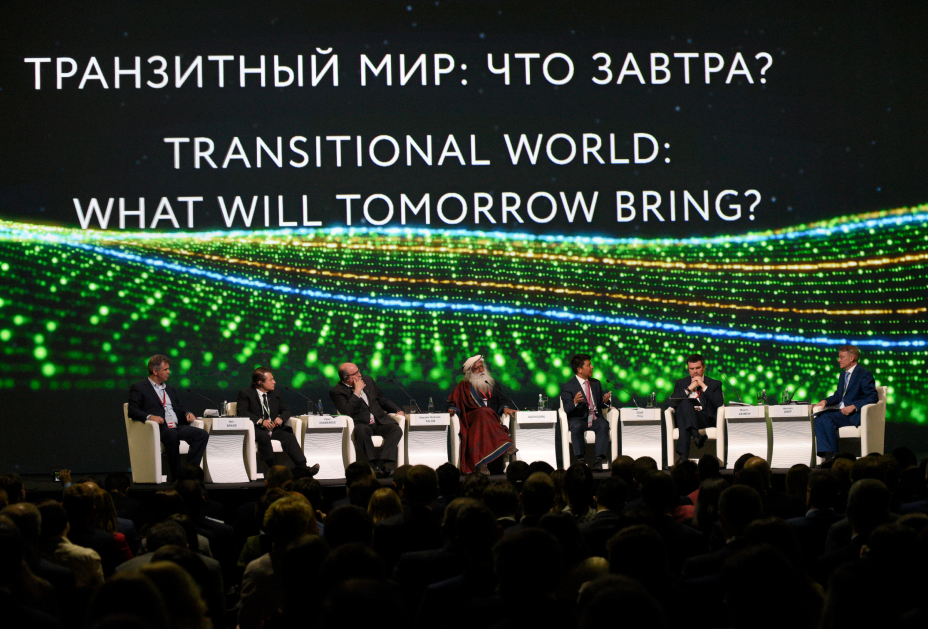 ТРАНЗИТНЫЙ МИР: ЧТО ЗАВТРА?
TRANSITIONAL WORLD:
WHAT WILL TOMORROW BRING?